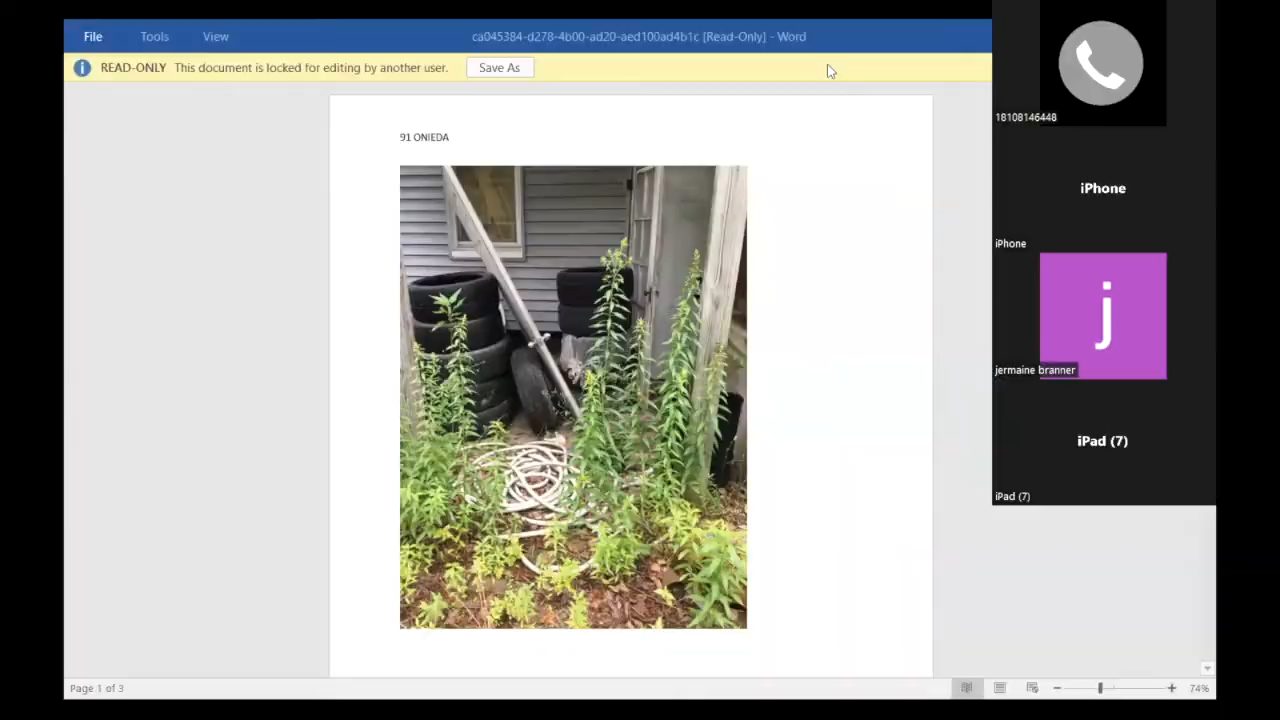 File Tools View ca045384-d278-4b00-ad20-aed100ad4b1c [Read-Only] - Word
READ-ONLY This document is locked for editing by another user. Save As
91 ONIEDA
18108146448
iPhone
iPhone
j
jermaine branner
iPad (7)
iPad (7)
Page 1 of 3
74%